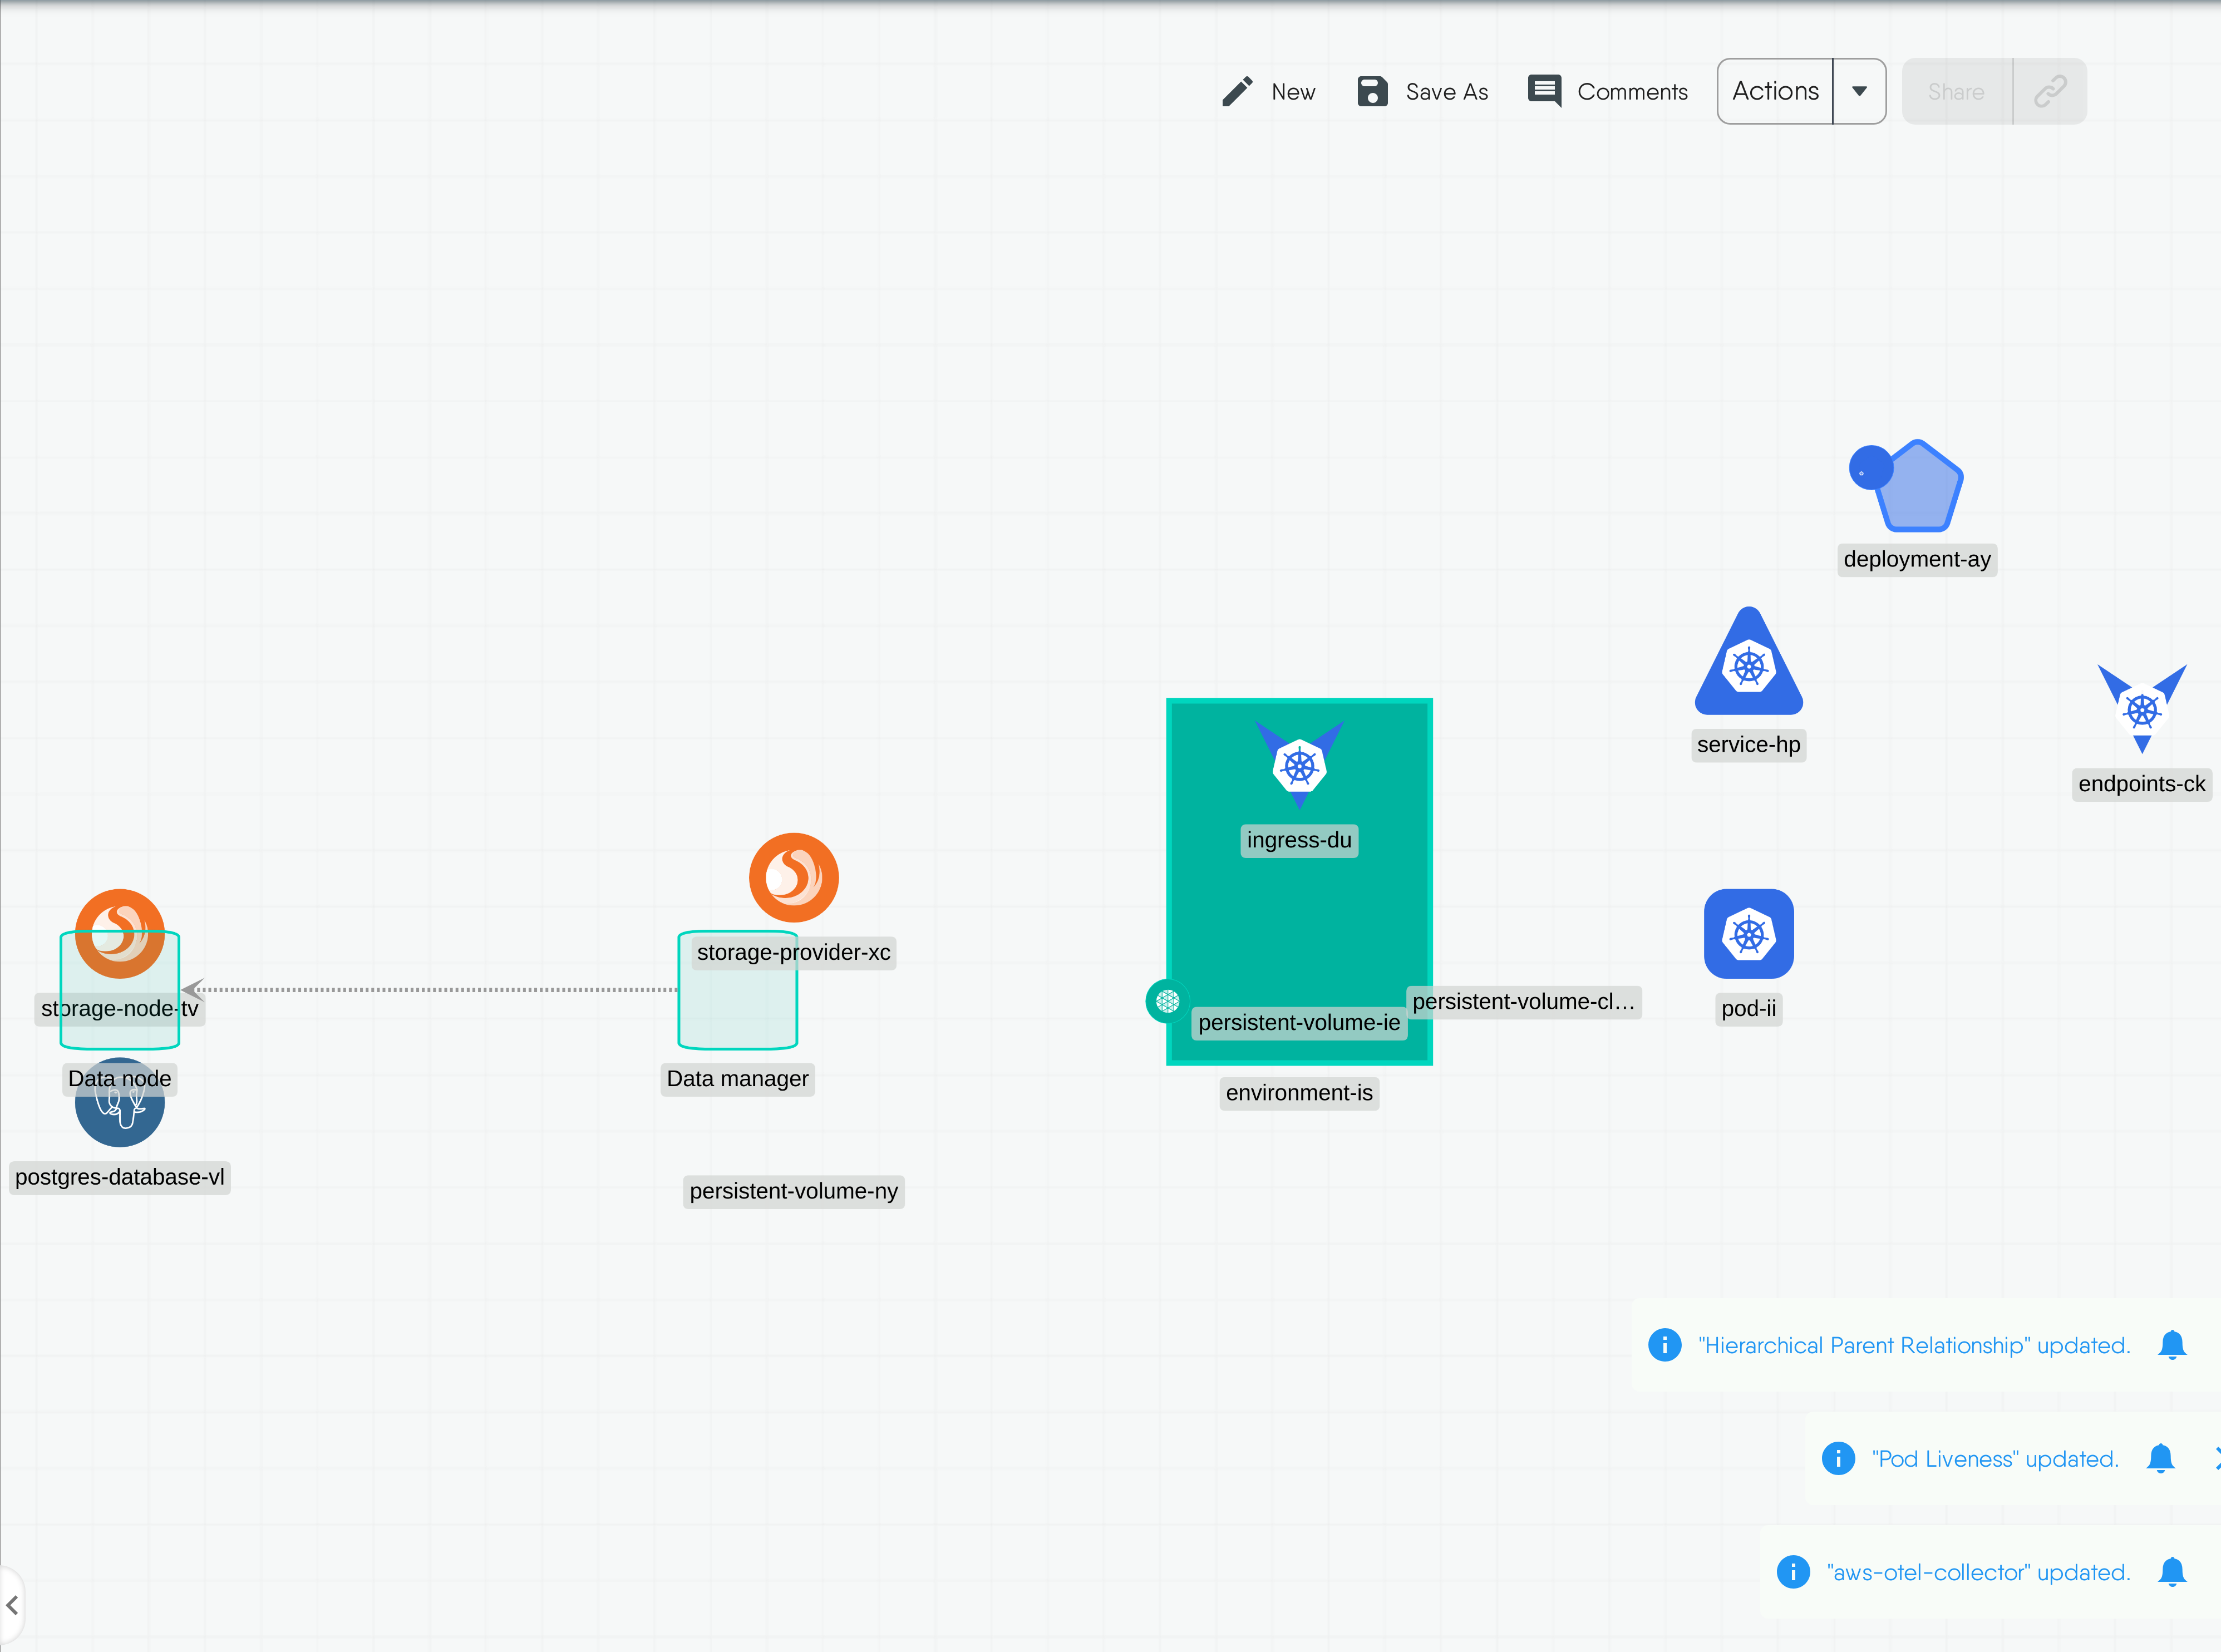 New
Save As
Comments
Actions
Share
deployment-ay
service-hp
endpoints-ck
ingress-du
storage-provider-xc
storage-node-tv
persistent-volume-cl...
pod-ii
persistent-volume-ie
Data node
Data manager
environment-is
postgres-database-vl
persistent-volume-ny
"Hierarchical Parent Relationship" updated.
"Pod Liveness" updated.
"aws-otel-collector" updated.